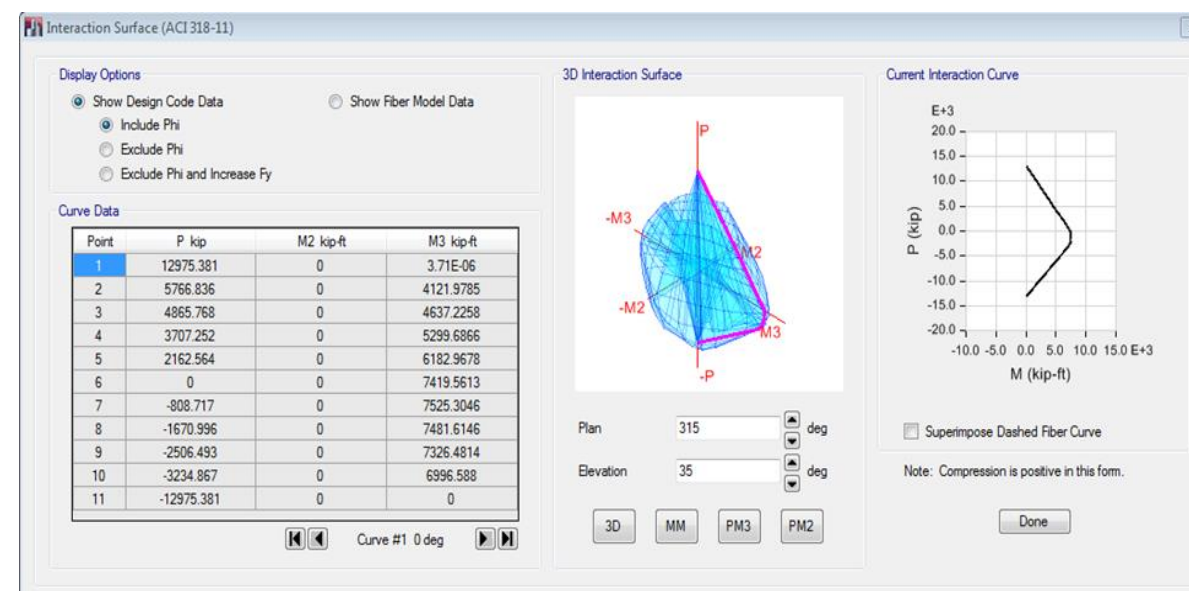 Interaction Surface (ACI 318-11)
Display Options
Show Design Code Data
Show Fiber Model Data
Include Phi
Exclude Phi
Exclude Phi and Increase Fy
Curve Data
Point P kip M2 kip-ft M3 kip-ft
1 12975.381 0 3.71E-06
2 5766.836 0 4121.9785
3 4865.768 0 4637.2258
4 3707.252 0 5299.6866
5 2162.564 0 6182.9678
6 0 0 7419.5613
7 -808.717 0 7525.3046
8 -1670.996 0 7481.6146
9 -2506.493 0 7326.4814
10 -3234.867 0 6996.588
11 -12975.381 0 0
Curve #1 0 deg
3D Interaction Surface
P
-M3
M2
-M2
M3
-P
Plan 315 deg
Elevation 35 deg
3D MM PM3 PM2
Current Interaction Curve
E+3
20.0
15.0
10.0
5.0
0.0
-5.0
-10.0
-15.0
-20.0
P (kip)
-10.0 -5.0 0.0 5.0 10.0 15.0 E+3
M (kip-ft)
Superimpose Dashed Fiber Curve
Note: Compression is positive in this form.
Done